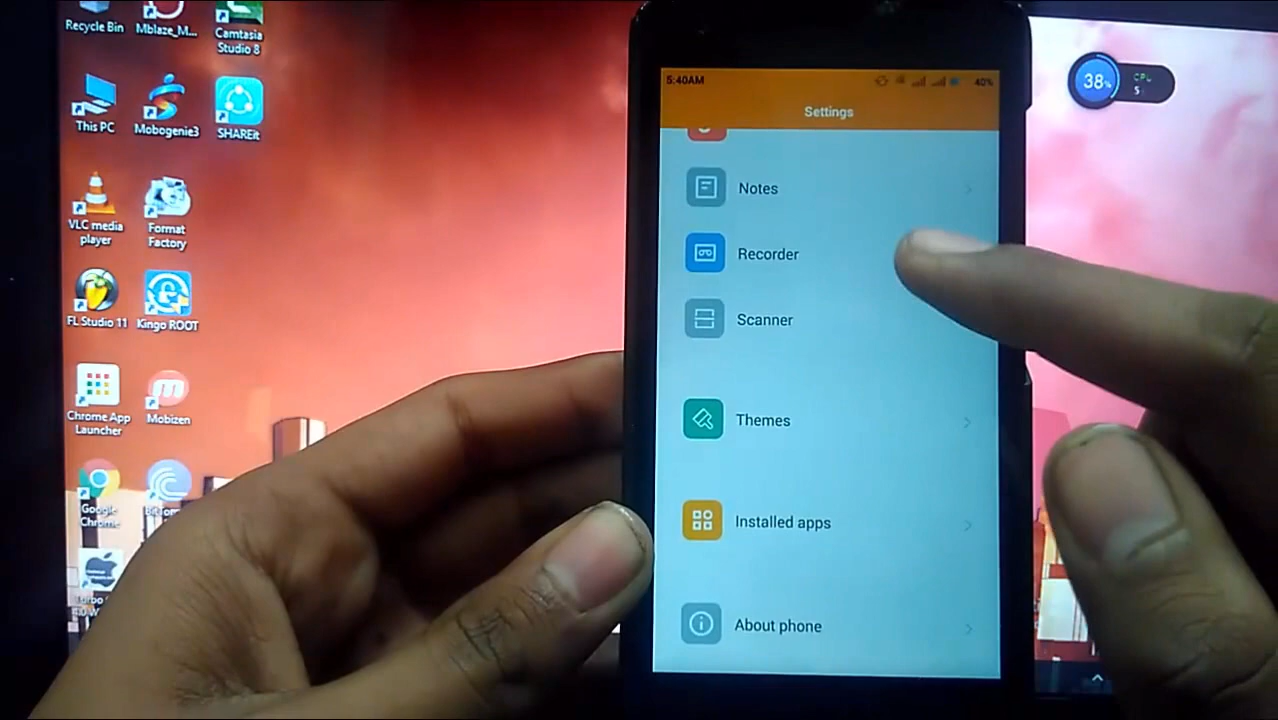 Recycle Bin
Mblaze_M...
Camtasia
Studio 8
This PC
Mobogenie3
SHAREit
VLC media
player
Format
Factory
FL Studio 11
Kingo ROOT
Chrome App
Launcher
Mobizen
Google
Chrome
5:40AM
40%
Settings
Notes
Recorder
Scanner
Themes
Installed apps
About phone
38%
CPU
5